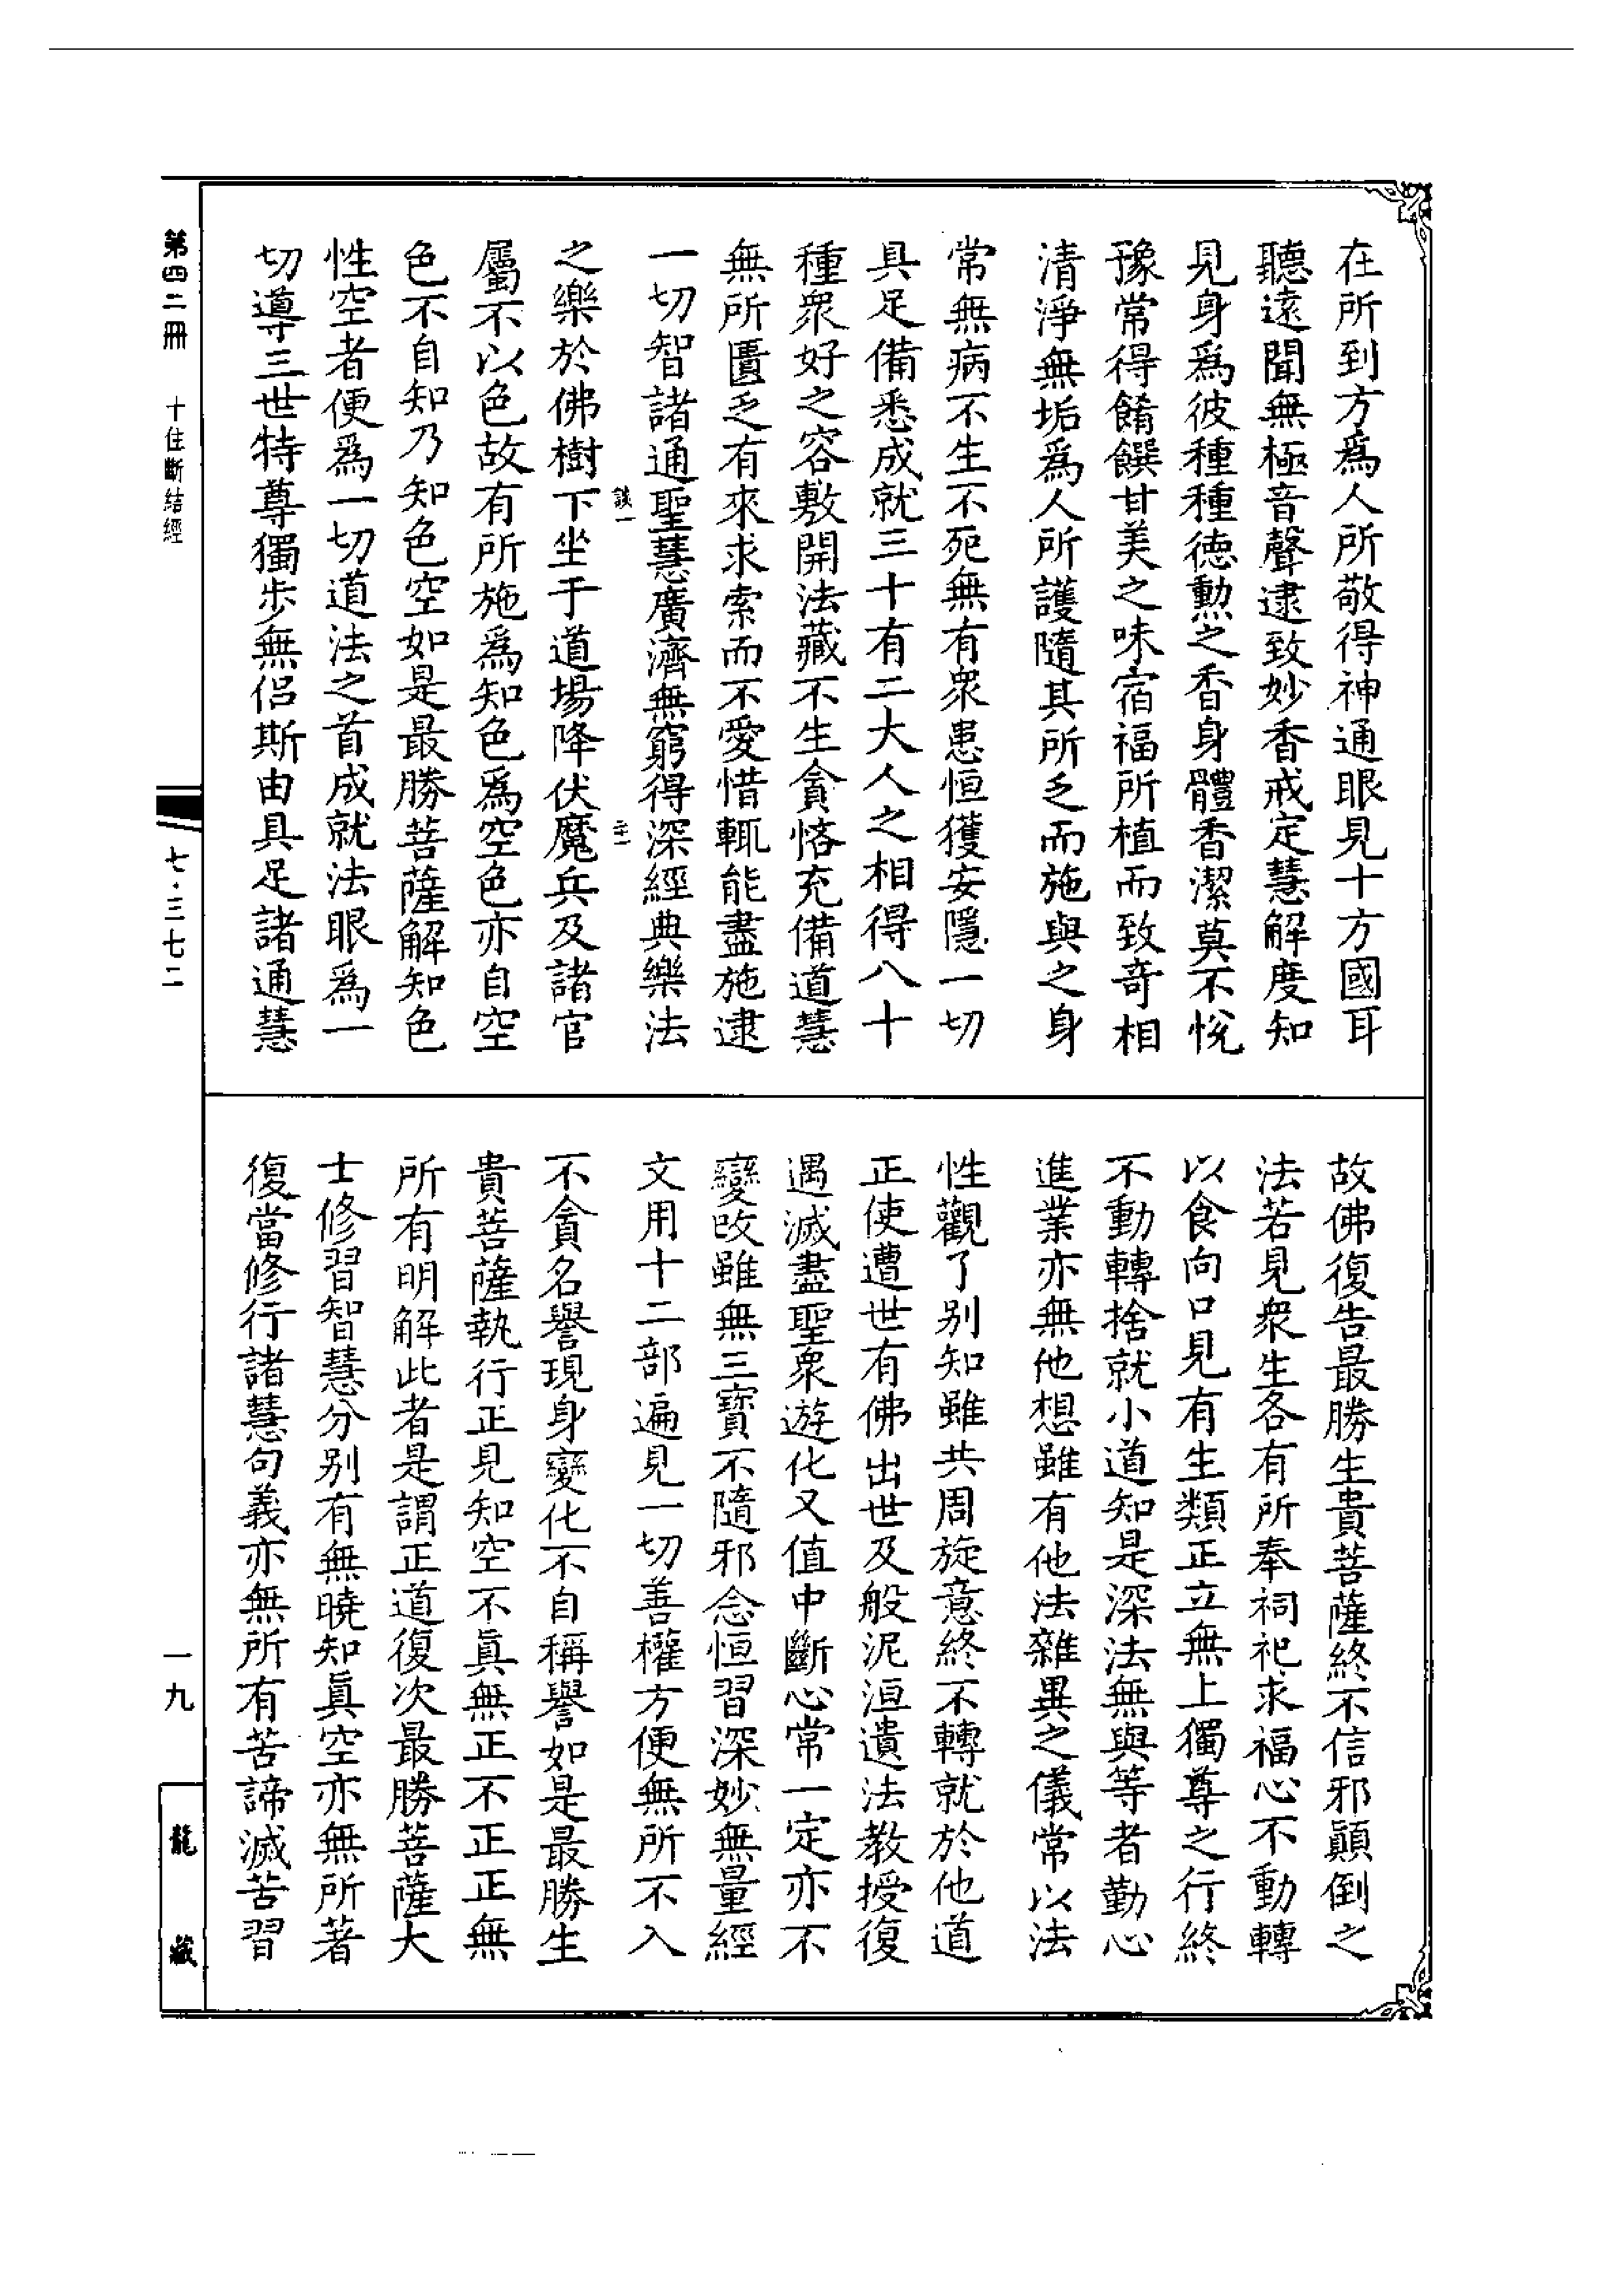 在所到方爲人所敬得神通眼見十方國耳
聽遠聞無極音聲逮致妙香戒定慧解度知
見身爲彼種種德勲之香身體香潔莫不悅
豫常得餚饌甘美之味宿福所植而致奇相
清淨無垢爲人所護隨其所乏而施與之身
常無病不生不死無有衆患恒獲安隱一切
具足備悉成就三十有二大人之相得八十
種衆好之容敷開法藏不生貪悋充備道慧
無所匱乏有來求索而不愛惜輒能盡施逮
一切智諸通聖慧廣濟無窮得深經典樂法
之樂於佛樹下坐于道場降伏魔兵及諸官
屬不以色故有所施爲知色爲空色亦自空
色不自知乃知色空如是最勝菩薩解知色
性空者便爲一切道法之首成就法眼爲一
切導三世特尊獨步無侣斯由具足諸通慧
故佛復告最勝生貴菩薩終不信邪顛倒之
法若見衆生各有所奉祠祀求福心不動轉
以食向口見有生類正立無上獨尊之行終
不動轉捨就小道知是深法無與等者勤心
進業亦無他想雖有他法雜異之儀常以法
性觀了别知雖共周旋意終不轉就於他道
正使遭世有佛出世及般泥洹遺法教授復
遇滅盡聖衆遊化又值中斷心常一定亦不
變改雖無三寶不隨邪念恒習深妙無量經
文用十二部遍見一切善權方便無所不入
不貪名譽現身變化不自稱譽如是最勝生
貴菩薩執行正見知空不眞無正不正正無
所有明解此者是謂正道復次最勝菩薩大
士修習智慧分别有無曉知眞空亦無所著
復當修行諸慧句義亦無所有苦諦滅苦習
第四二冊 十住斷結經
七·三七二
一九
龍藏